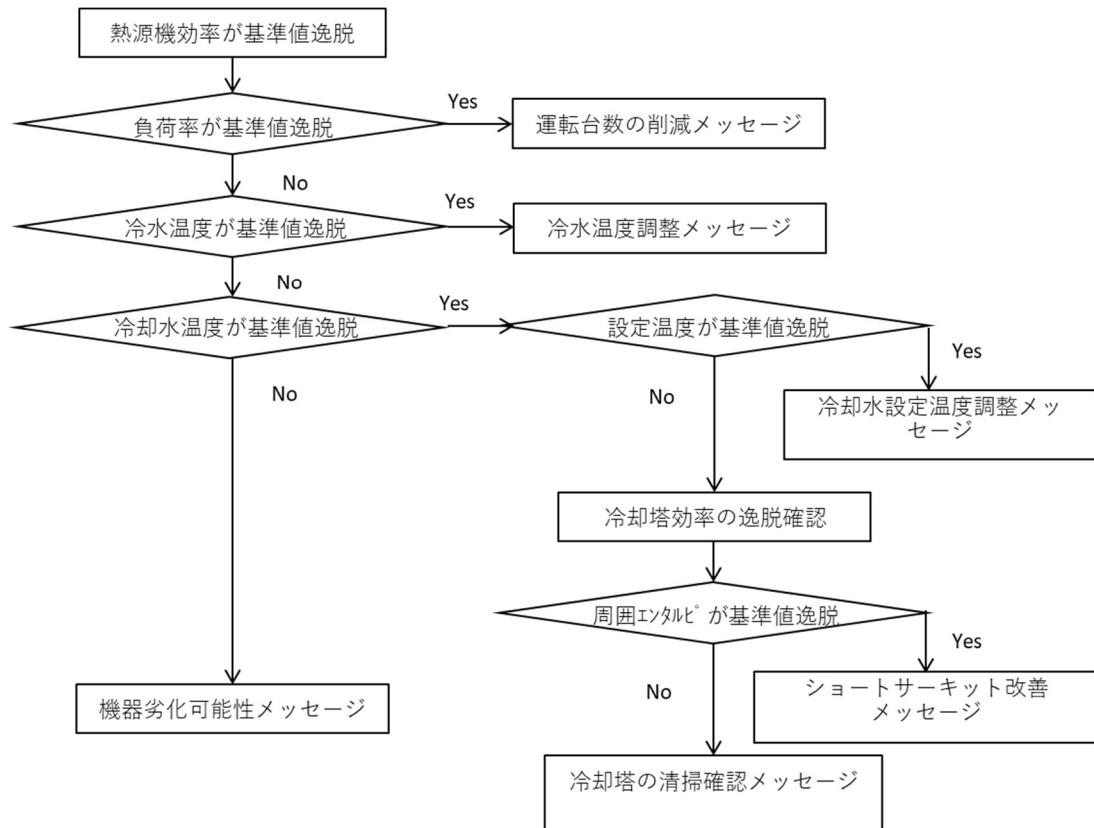 熱源機効率が基準値逸脱
Yes
負荷率が基準値逸脱
運転台数の削減メッセージ
No
Yes
冷水温度が基準値逸脱
冷水温度調整メッセージ
No
Yes
冷却水温度が基準値逸脱
設定温度が基準値逸脱
Yes
No
No
冷却水設定温度調整メッ
セージ
冷却塔効率の逸脱確認
周囲ｴﾝﾀﾙﾋﾟが基準値逸脱
Yes
No
ショートサーキット改善
メッセージ
機器劣化可能性メッセージ
冷却塔の清掃確認メッセージ